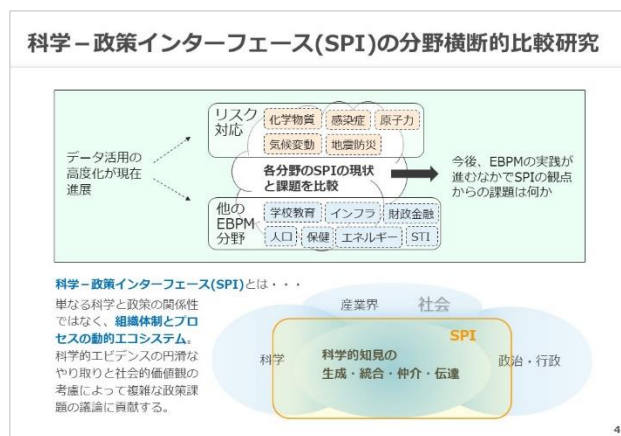 科学－政策インターフェース(SPI)の分野横断的比較研究
リスク
対応
化学物質 感染症 原子力
気候変動 地震防災
データ活用の
高度化が現在
進展
各分野のSPIの現状
と課題を比較
今後、EBPMの実践が
進むなかでSPIの観点
からの課題は何か
他の
EBPM
分野
学校教育 インフラ 財政金融
人口 保健 エネルギー STI
科学－政策インターフェース(SPI)とは・・・
単なる科学と政策の関係性
ではなく、組織体制とプロ
セスの動的エコシステム。
科学的エビデンスの円滑な
やり取りと社会的価値観の
考慮によって複雑な政策課
題の議論に貢献する。
産業界 社会
SPI
科学
科学的知見の
生成・統合・仲介・伝達
政治・行政
4